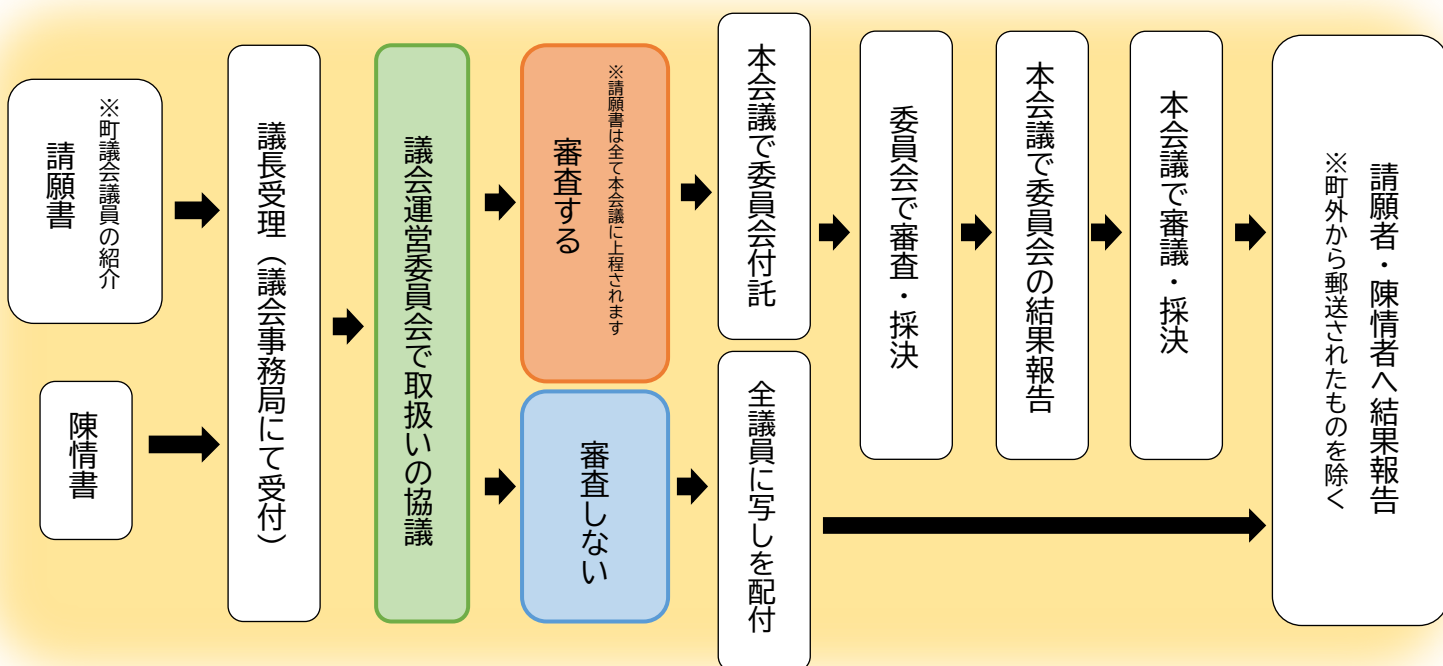 請願書
※町議会議員の紹介
陳情書
議長受理（議会事務局にて受付）
議会運営委員会で取扱いの協議
※請願書は全て本会議に上程されます
審査する
審査しない
本会議で委員会付託
全議員に写しを配付
委員会で審査・採決
本会議で委員会の結果報告
本会議で審議・採決
請願者・陳情者へ結果報告
※町外から郵送されたものを除く